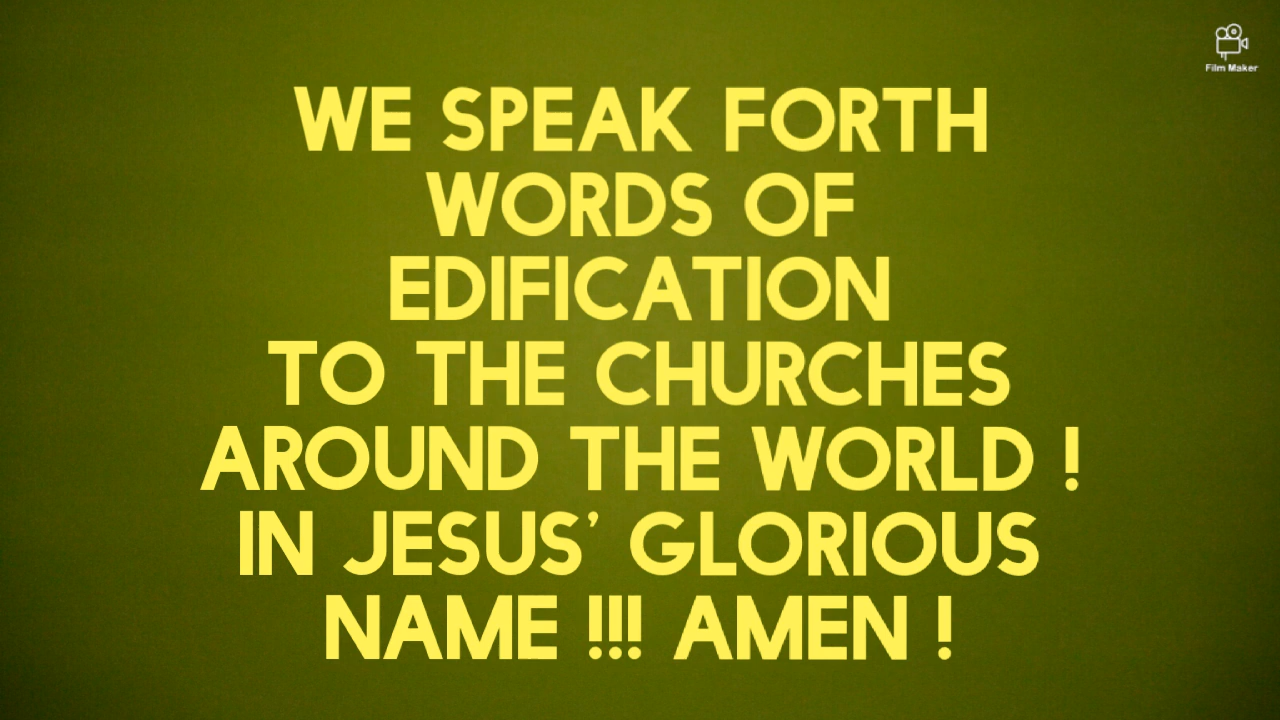 Film Maker
WE SPEAK FORTH
WORDS OF
EDIFICATION
TO THE CHURCHES
AROUND THE WORLD !
IN JESUS’ GLORIOUS
NAME !!! AMEN !